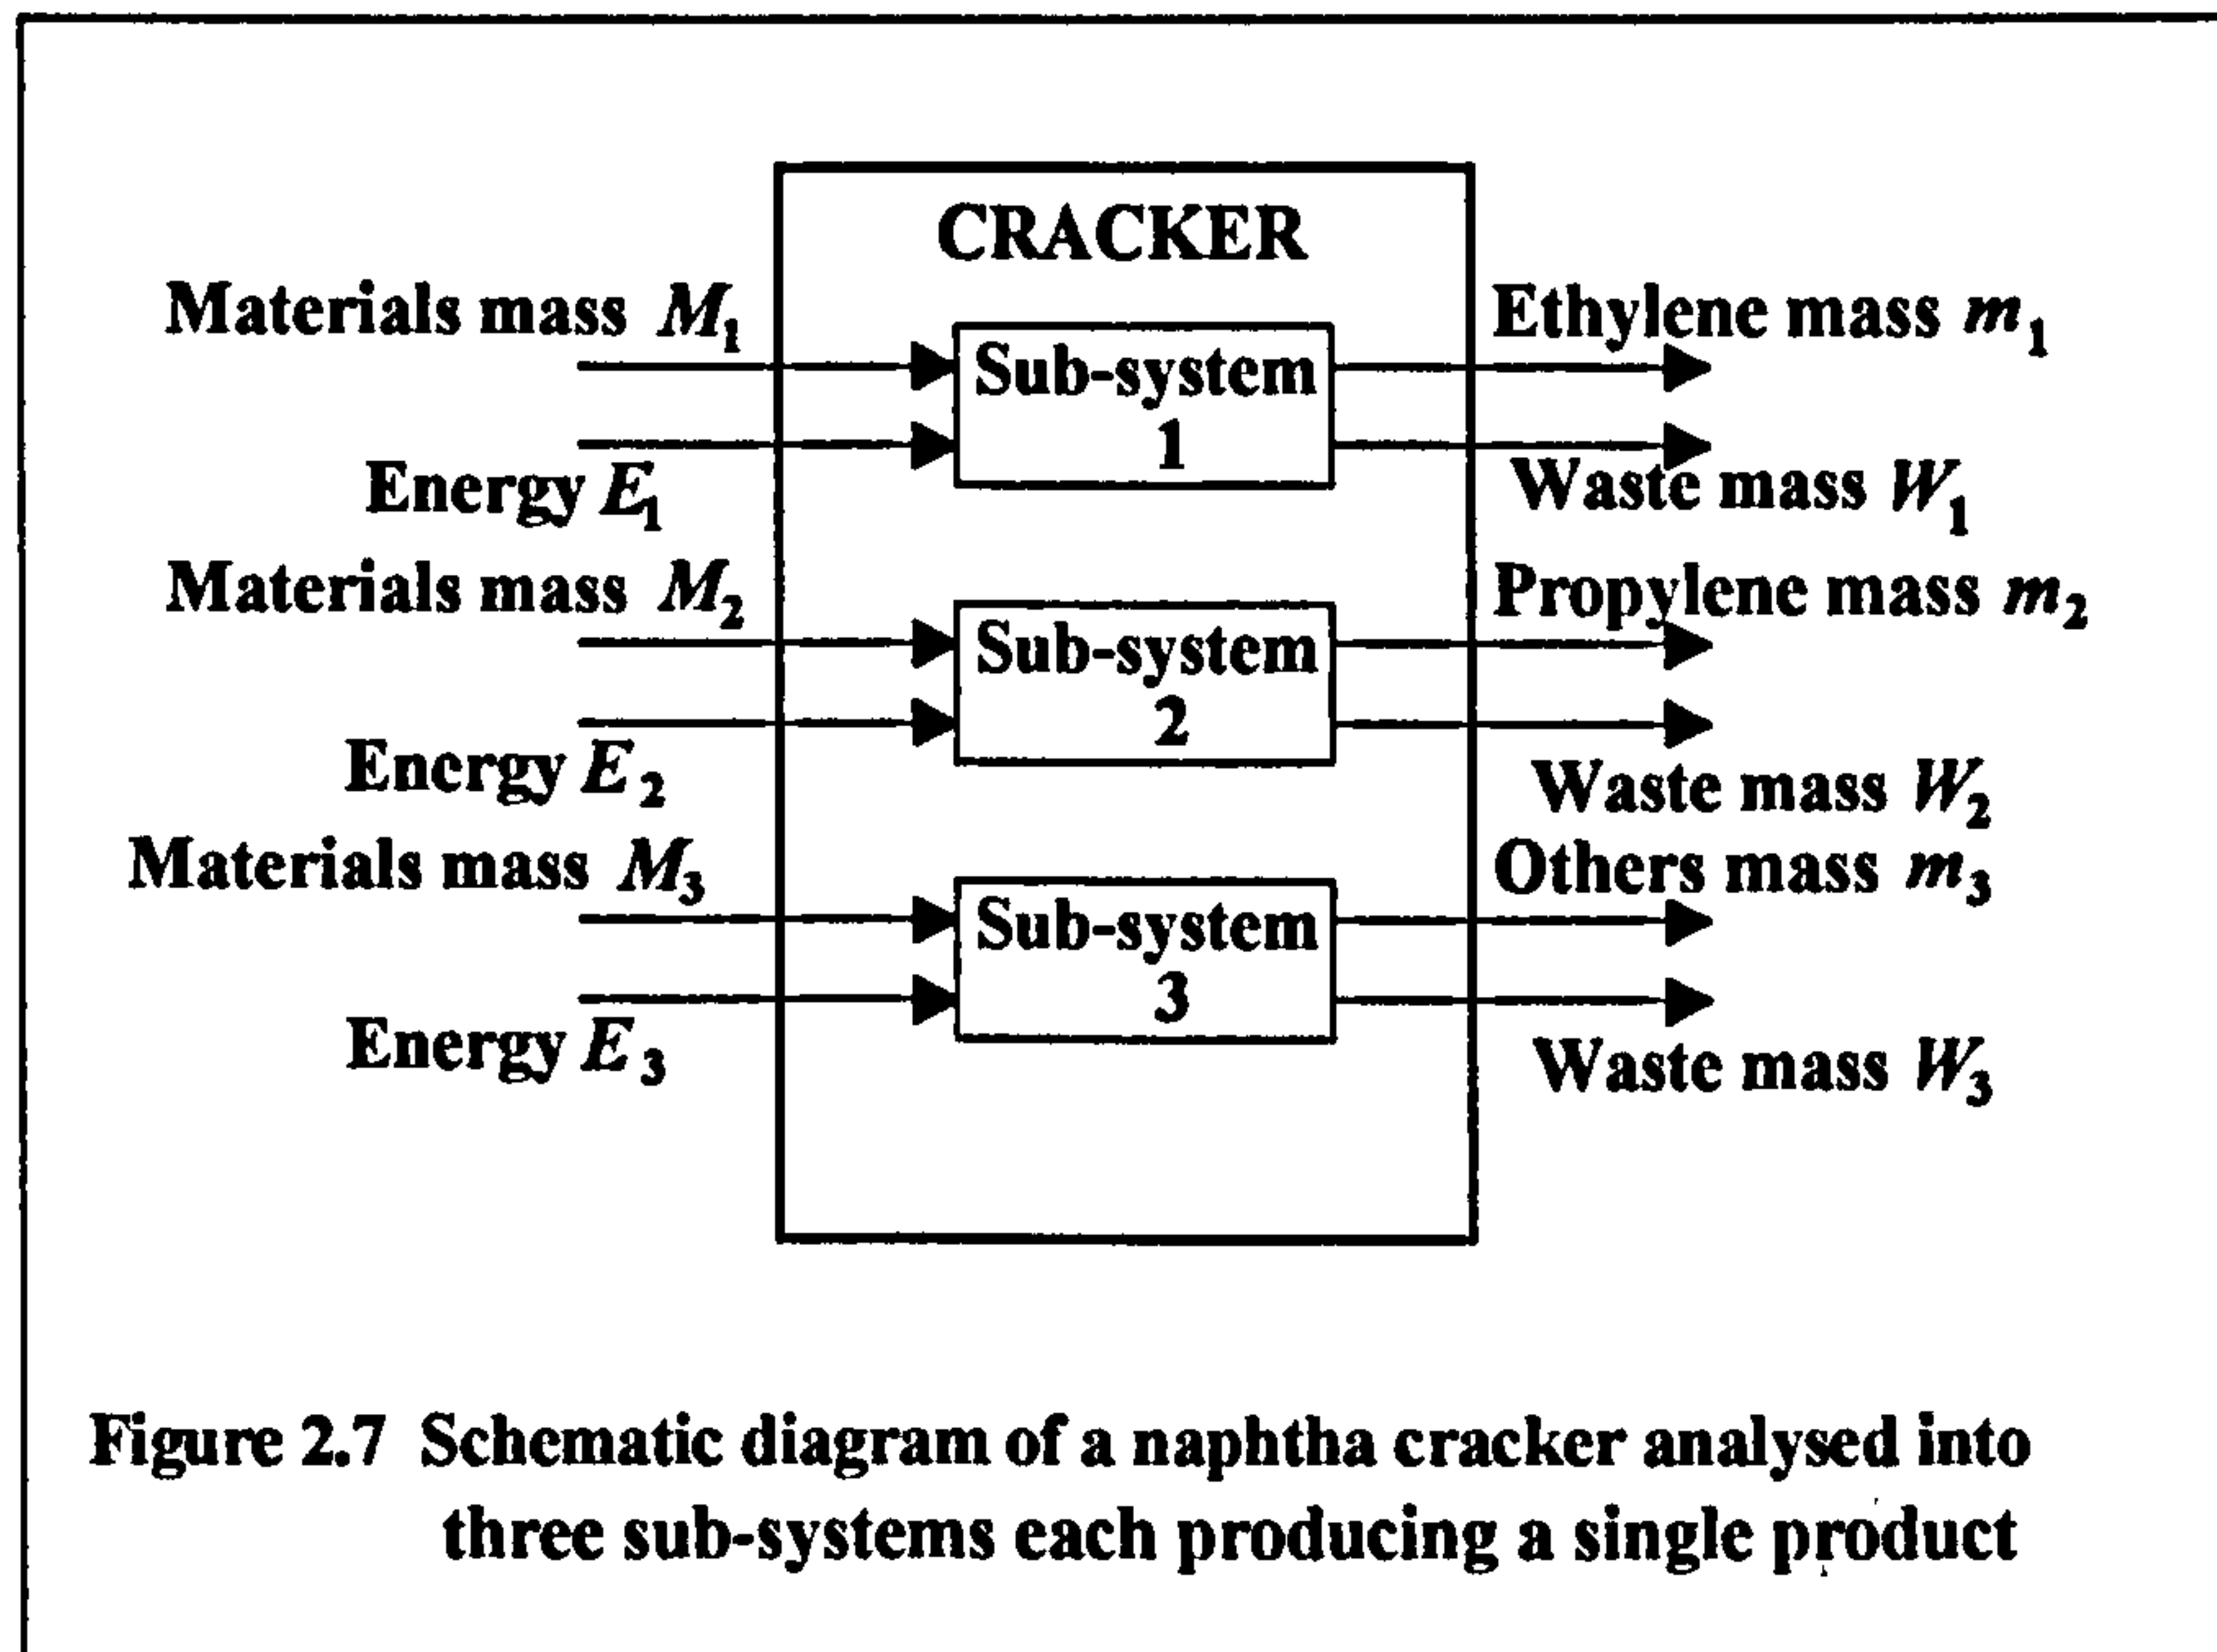 CRACKER
Materials mass M₁
Ethylene mass m₁
Sub-system
1
Energy E₁
Waste mass W₁
Materials mass M₂
Propylene mass m₂
Sub-system
2
Energy E₂
Waste mass W₂
Materials mass M₃
Others mass m₃
Sub-system
3
Energy E₃
Waste mass W₃
Figure 2.7 Schematic diagram of a naphtha cracker analysed into
three sub-systems each producing a single product